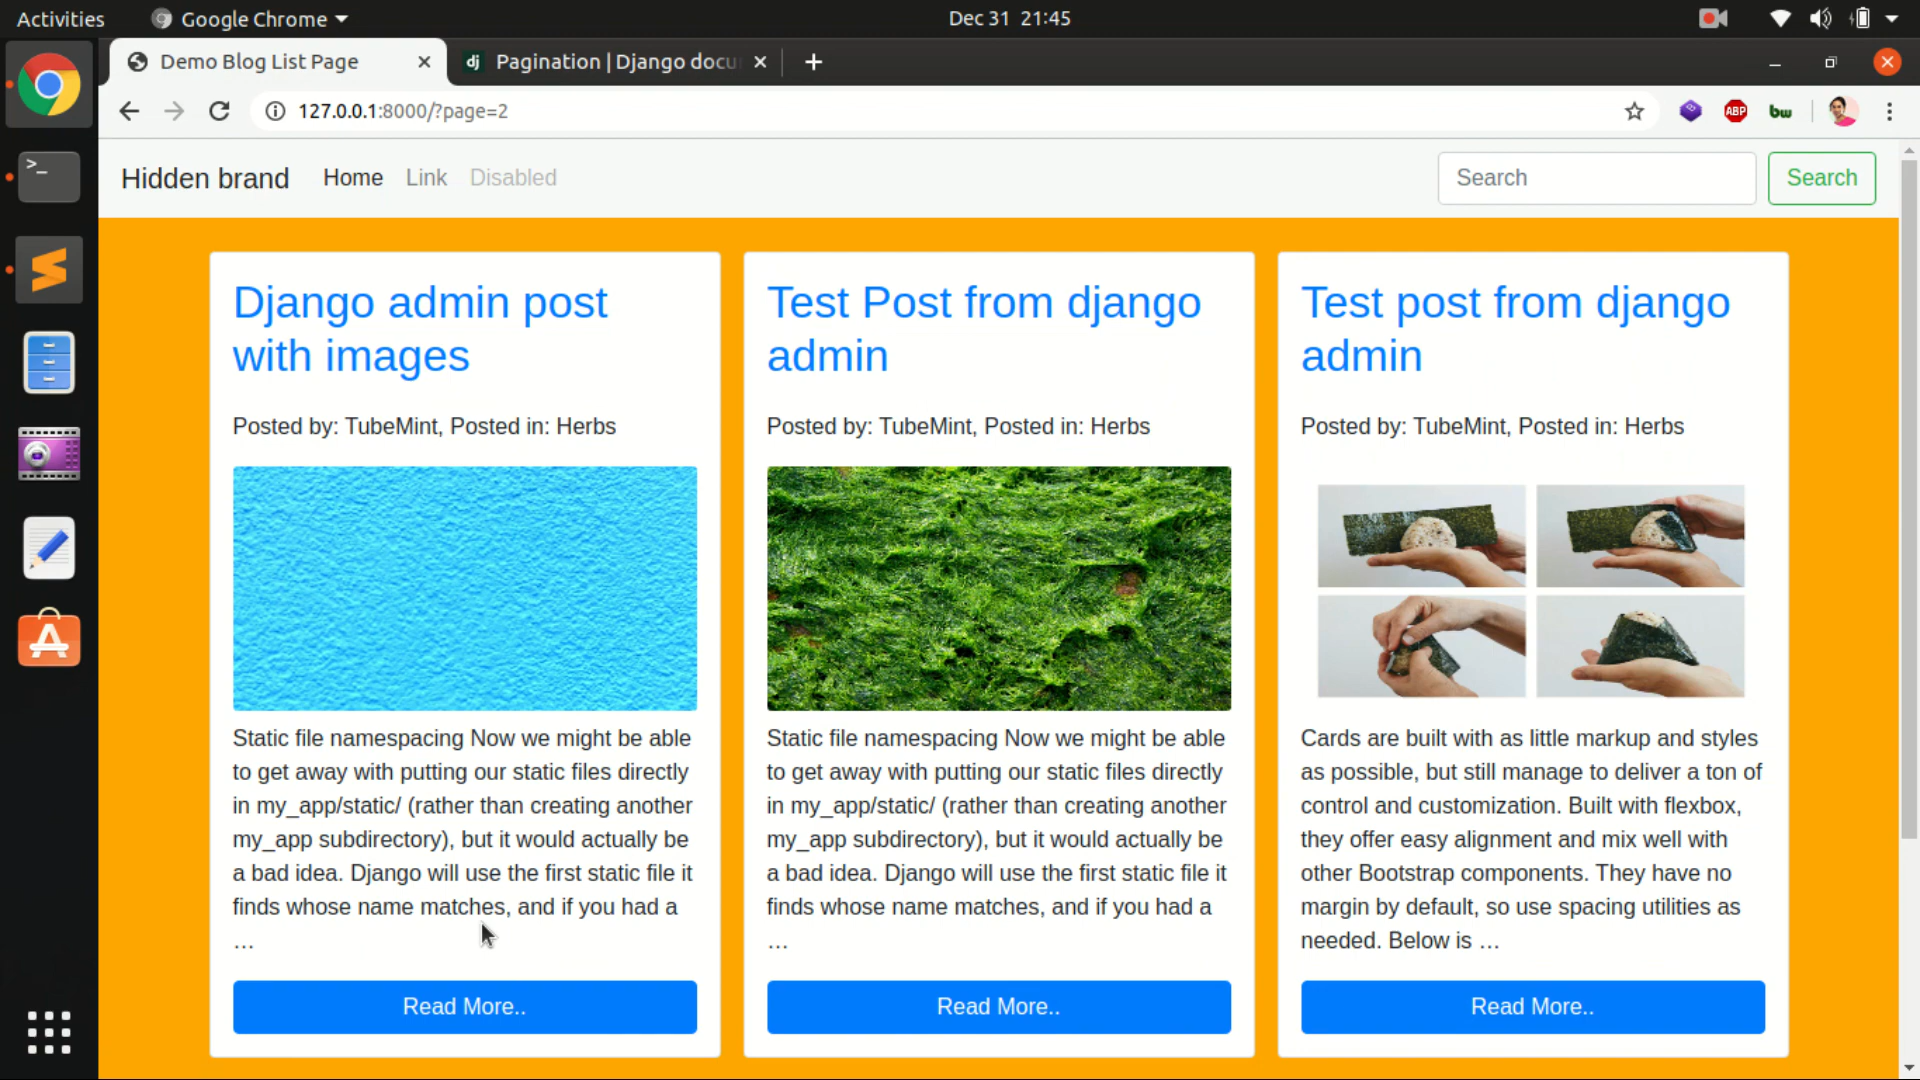 Activities
Google Chrome
Dec 31 21:45
Demo Blog List Page
dj
Pagination | Django docu
127.0.0.1:8000/?page=2
ABP
bw
Hidden brand
Home
Link
Disabled
Search
Search
Django admin post
with images
Posted by: TubeMint, Posted in: Herbs
Static file namespacing Now we might be able
to get away with putting our static files directly
in my_app/static/ (rather than creating another
my_app subdirectory), but it would actually be
a bad idea. Django will use the first static file it
finds whose name matches, and if you had a
…
Read More..
Test Post from django
admin
Posted by: TubeMint, Posted in: Herbs
Static file namespacing Now we might be able
to get away with putting our static files directly
in my_app/static/ (rather than creating another
my_app subdirectory), but it would actually be
a bad idea. Django will use the first static file it
finds whose name matches, and if you had a
…
Read More..
Test post from django
admin
Posted by: TubeMint, Posted in: Herbs
Cards are built with as little markup and styles
as possible, but still manage to deliver a ton of
control and customization. Built with flexbox,
they offer easy alignment and mix well with
other Bootstrap components. They have no
margin by default, so use spacing utilities as
needed. Below is …
Read More..